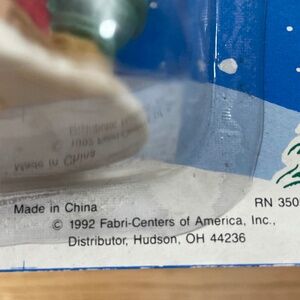 Made in China
RN 350
© 1992 Fabri-Centers of America, Inc.,
Distributor, Hudson, OH 44236